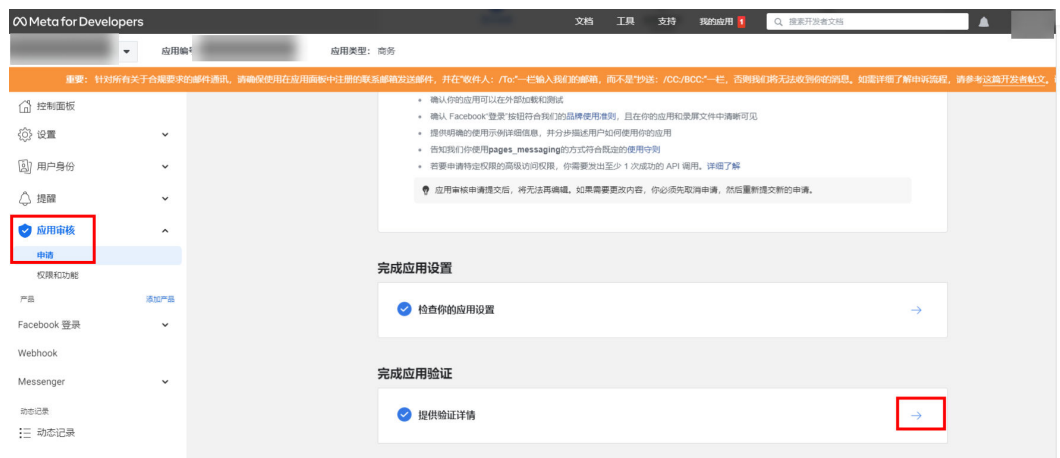 Meta for Developers
文档 工具 支持 我的应用 1 搜索开发者文档
应用编号 应用类型：商务
重要： 针对所有关于合规要求的邮件通讯，请确保使用在应用面板中注册的联系邮箱发送邮件，并在"收件人：/To:"一栏输入我们的邮箱，而不是"抄送：/CC:/BCC:"一栏，否则我们将无法收到你的消息。如需详细了解申诉流程，请参考这篇开发者帖文。
控制面板
设置
用户身份
提醒
应用审核
申请
权限和功能
产品 添加产品
Facebook 登录
Webhook
Messenger
动态记录
动态记录
确认你的应用可以在外部加载和测试
确认 Facebook"登录"按钮符合我们的品牌使用准则，且在你的应用和录屏文件中清晰可见
提供明确的使用示例详细信息，并分步描述用户如何使用你的应用
告知我们你使用pages_messaging的方式符合既定的使用守则
若要申请特定权限的高级访问权限，你需要发出至少 1 次成功的 API 调用。详细了解
应用审核申请提交后，将无法再编辑。如果需要更改内容，你必须先取消申请，然后重新提交新的申请。
完成应用设置
检查你的应用设置
完成应用验证
提供验证详情